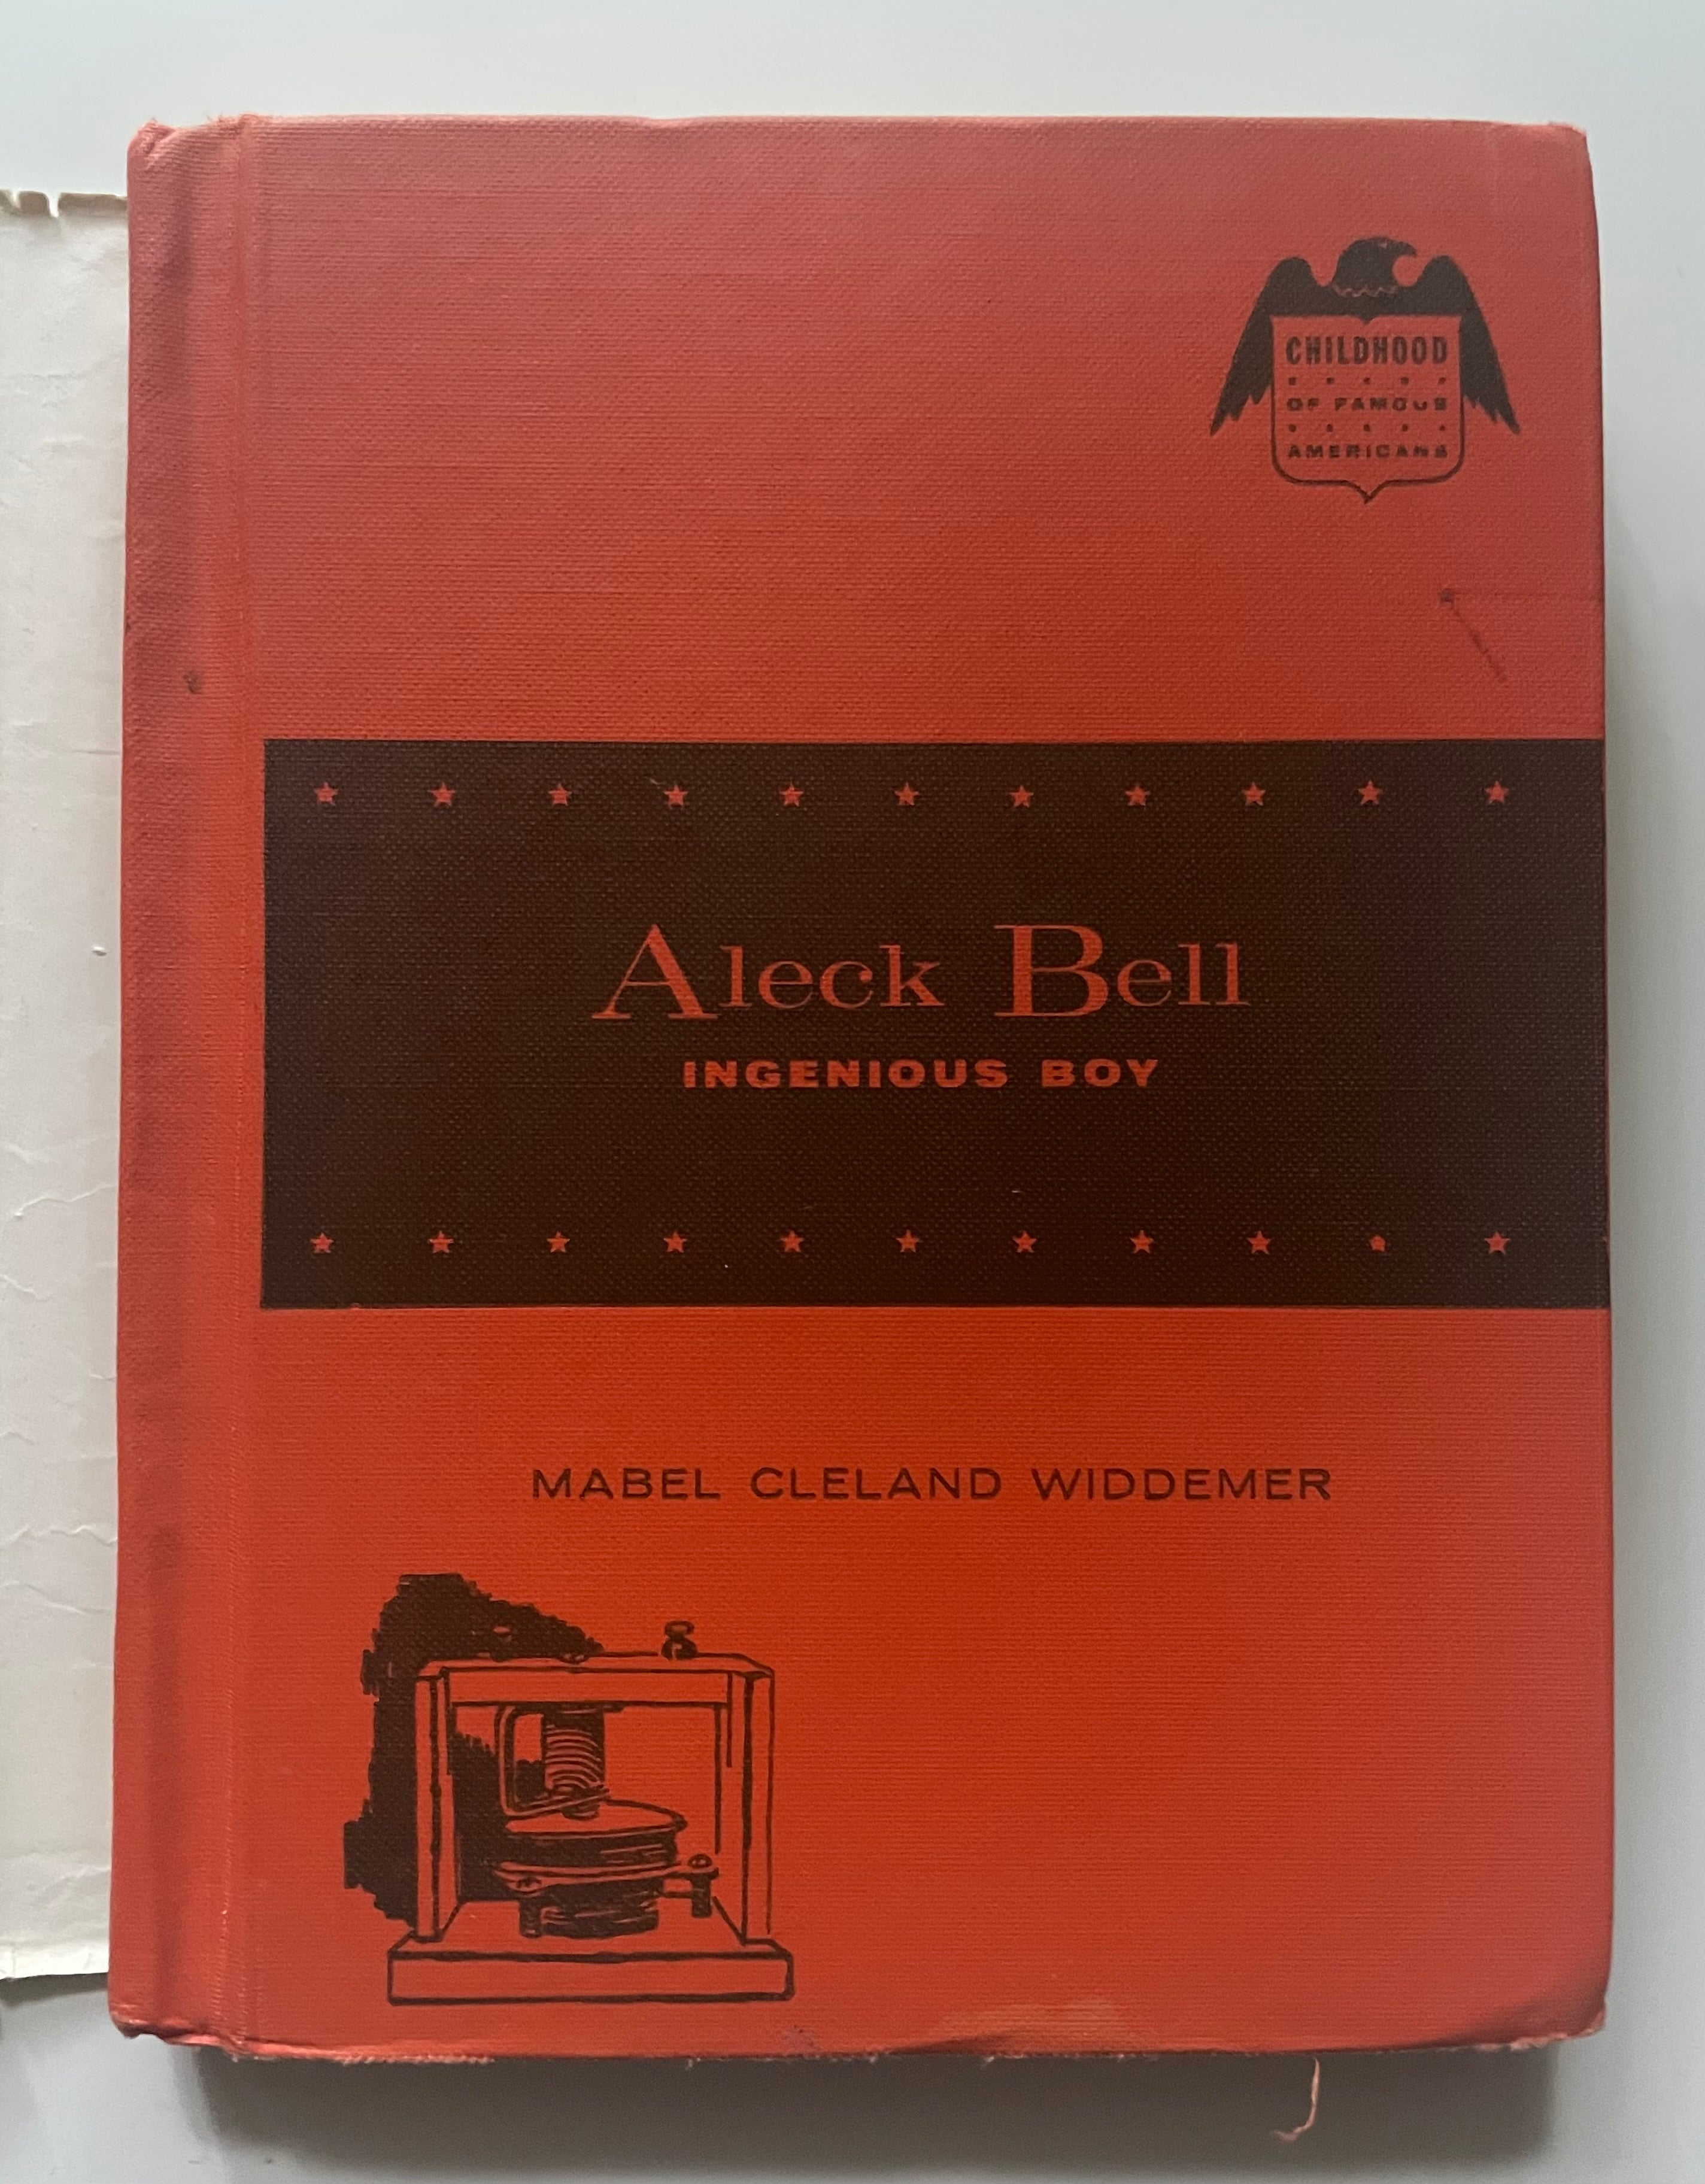 CHILDHOOD
OF FAMOUS
AMERICANS
Aleck Bell
INGENIOUS BOY
MABEL CLELAND WIDDEMER